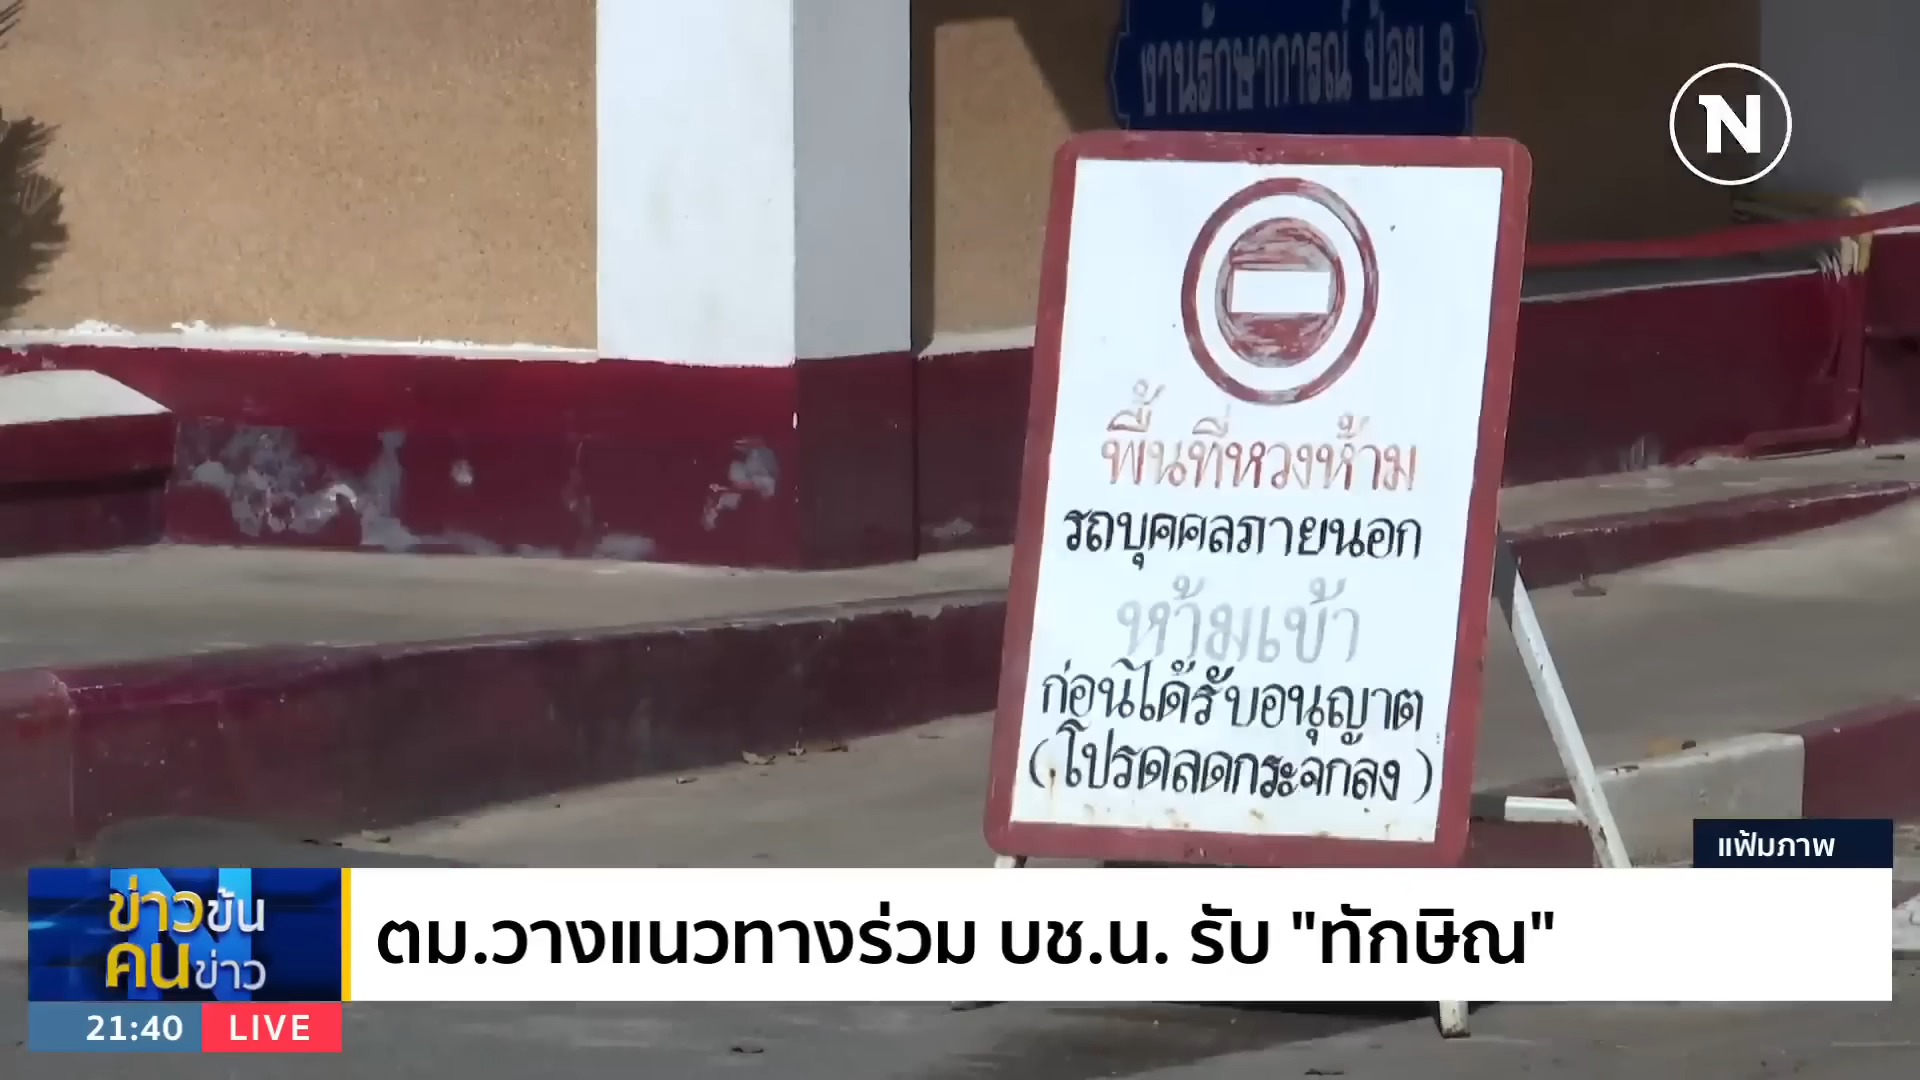 งานรักษาการณ์ ป้อม 8
N
พื้นที่หวงห้าม
รถบุคคลภายนอก
ห้ามเข้า
ก่อนได้รับอนุญาต
(โปรดลดกระจกลง)
แฟ้มภาพ
ข่าวข้น
คนข่าว
ตม.วางแนวทางร่วม บช.น. รับ "ทักษิณ"
21:40 LIVE